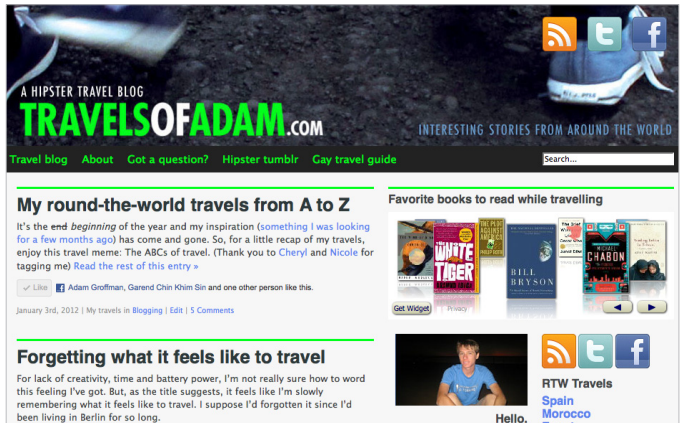 A HIPSTER TRAVEL BLOG
TRAVELSOFADAM.COM
INTERESTING STORIES FROM AROUND THE WORLD
Travel blog About Got a question? Hipster tumblr Gay travel guide
Search...
My round-the-world travels from A to Z
It's the end beginning of the year and my inspiration (something I was looking
for a few months ago) has come and gone. So, for a little recap of my travels,
enjoy this travel meme: The ABCs of travel. (Thank you to Cheryl and Nicole for
tagging me) Read the rest of this entry »
Like
Adam Groffman, Garend Chin Khim Sin and one other person like this.
January 3rd, 2012 | My travels in Blogging | Edit | 5 Comments
Forgetting what it feels like to travel
For lack of creativity, time and battery power, I'm not really sure how to word
this feeling I've got. But, as the title suggests, it feels like I'm slowly
remembering what it feels like to travel. I suppose I'd forgotten it since I'd
been living in Berlin for so long.
Favorite books to read while travelling
THE WHITE
TIGER
THE PLOT
AGAINST
AMERICA
BILL
BRYSON
MICHAEL
CHABON
Get Widget
Privacy
Hello.
RTW Travels
Spain
Morocco